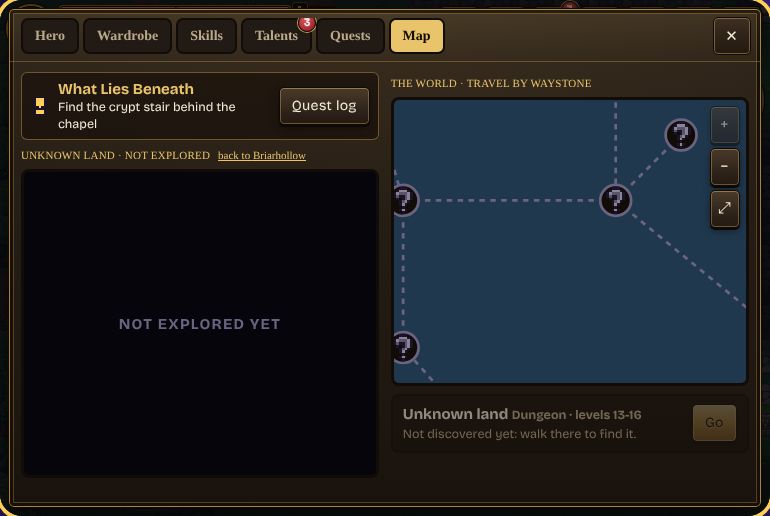 Hero Wardrobe Skills Talents 3 Quests Map ✕
What Lies Beneath
Find the crypt stair behind the
chapel
Quest log
UNKNOWN LAND · NOT EXPLORED back to Briarhollow
NOT EXPLORED YET
THE WORLD · TRAVEL BY WAYSTONE
?
+
?
?
−
?
Unknown land Dungeon · levels 13-16
Not discovered yet: walk there to find it.
Go